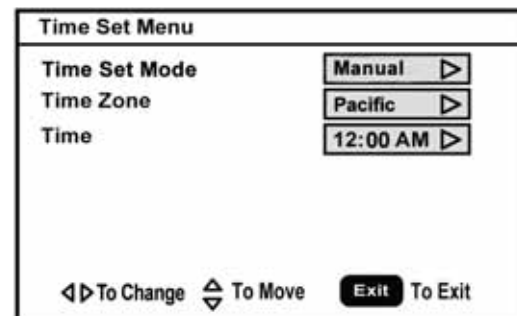 Time Set Menu
Time Set Mode Manual
Time Zone Pacific
Time 12:00 AM
To Change To Move Exit To Exit